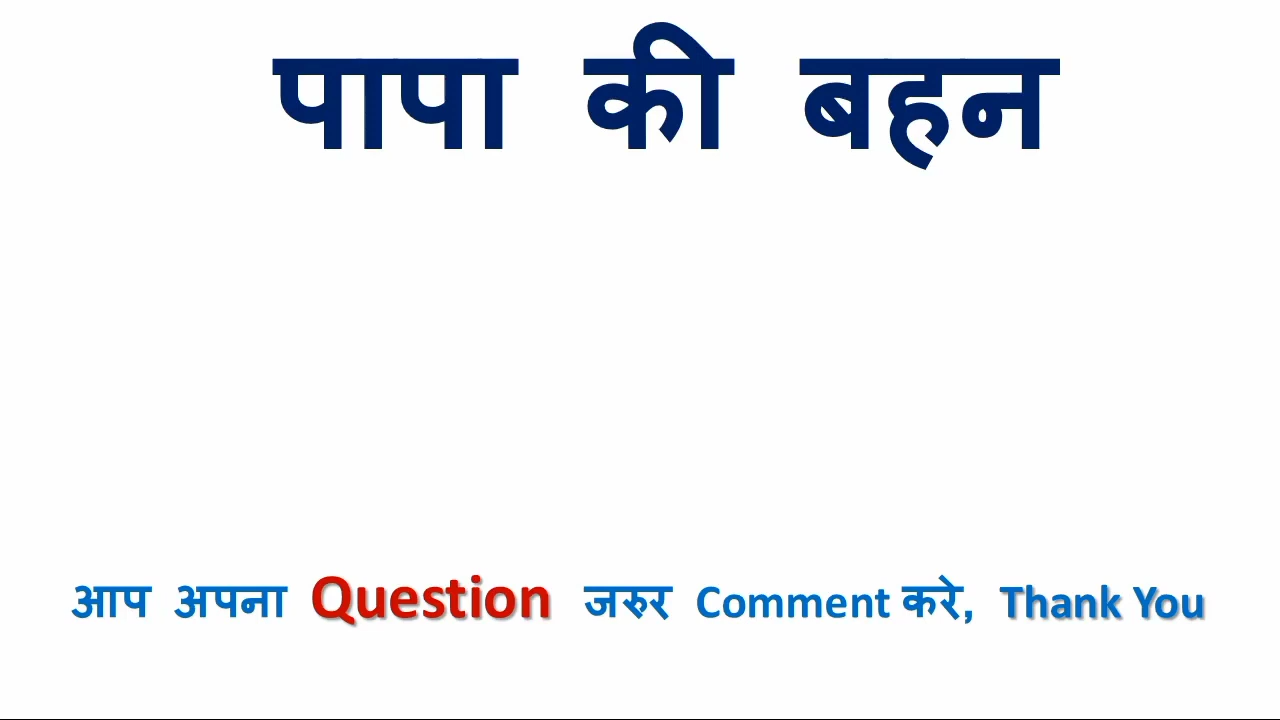 पापा की बहन
आप अपना Question जरुर Comment करे, Thank You